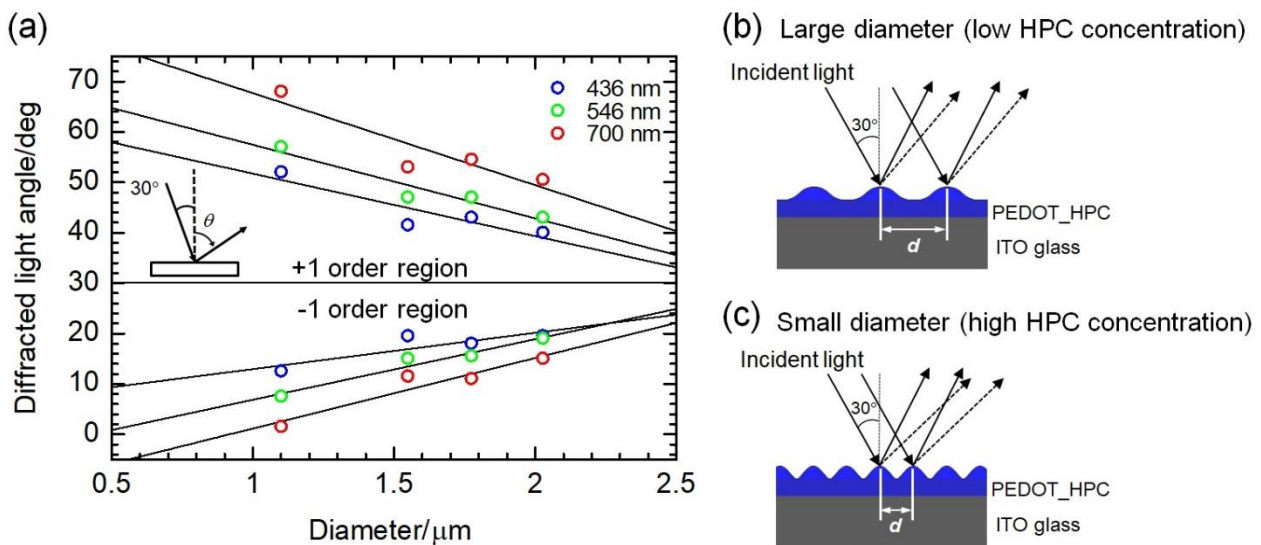 (a)
70
60
50
40
30
20
10
0
Diffracted light angle/deg
0.5
1
1.5
2
2.5
Diameter/μm
436 nm
546 nm
700 nm
30°
θ
+1 order region
-1 order region
(b) Large diameter (low HPC concentration)
Incident light
30°
PEDOT_HPC
d
ITO glass
(c) Small diameter (high HPC concentration)
Incident light
30°
PEDOT_HPC
d
ITO glass